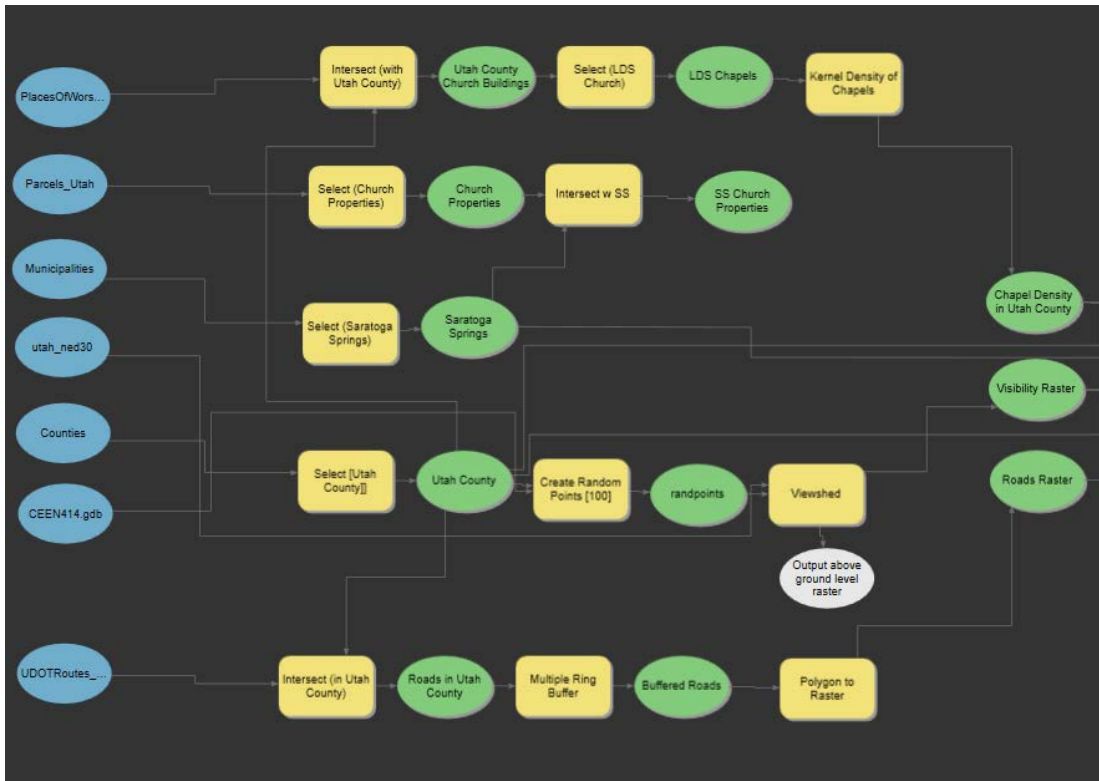 PlacesOfWors...
Intersect (with
Utah County)
Utah County
Church Buildings
Select (LDS
Church)
LDS Chapels
Kernel Density of
Chapels
Parcels_Utah
Select (Church
Properties)
Church
Properties
Intersect w SS
SS Church
Properties
Municipalities
Select (Saratoga
Springs)
Saratoga
Springs
Chapel Density
in Utah County
utah_ned30
Visibility Raster
Counties
Select [Utah
County]]
Utah County
Create Random
Points [100]
randpoints
Viewshed
Roads Raster
CEEN414.gdb
Output above
ground level
raster
UDOTRoutes_...
Intersect (in Utah
County)
Roads in Utah
County
Multiple Ring
Buffer
Buffered Roads
Polygon to
Raster